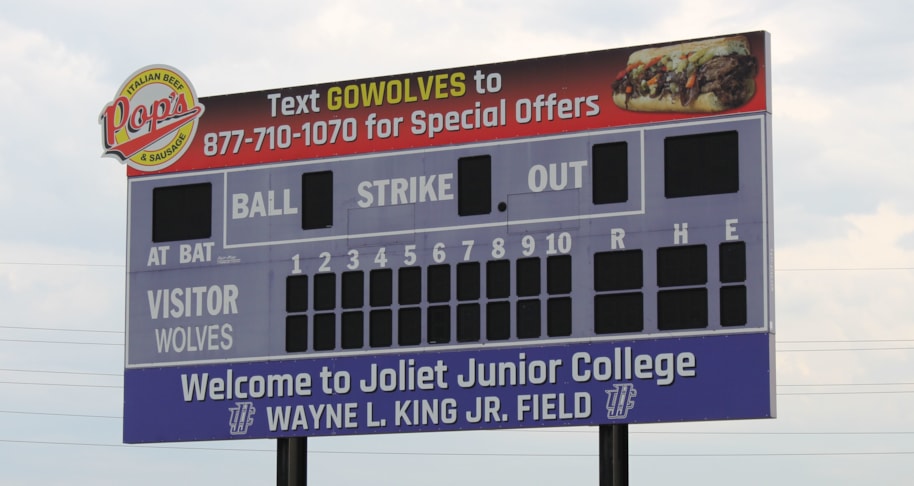 ITALIAN BEEF
Pop's
& SAUSAGE
Text GOWOLVES to
877-710-1070 for Special Offers
BALL STRIKE OUT
AT BAT
1 2 3 4 5 6 7 8 9 10 R H E
VISITOR
WOLVES
Welcome to Joliet Junior College
WAYNE L. KING JR. FIELD